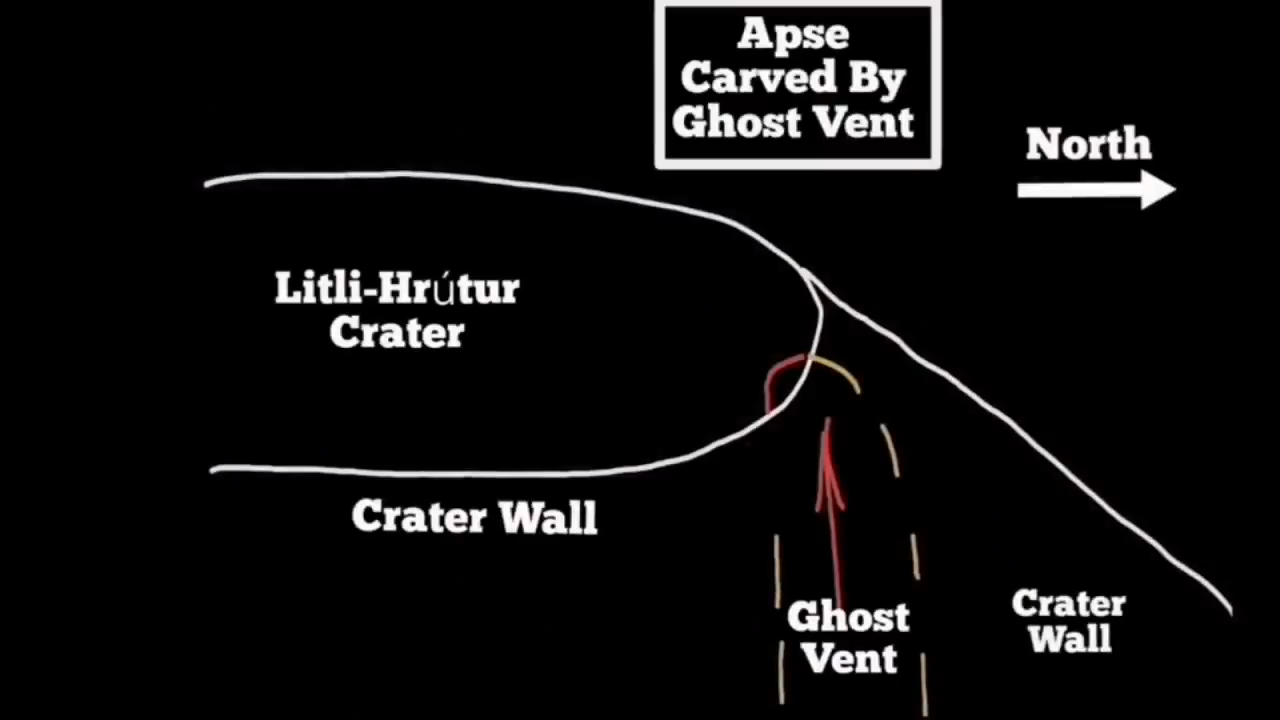 Apse
Carved By
Ghost Vent
North
Litli-Hrútur
Crater
Crater Wall
Ghost
Vent
Crater
Wall